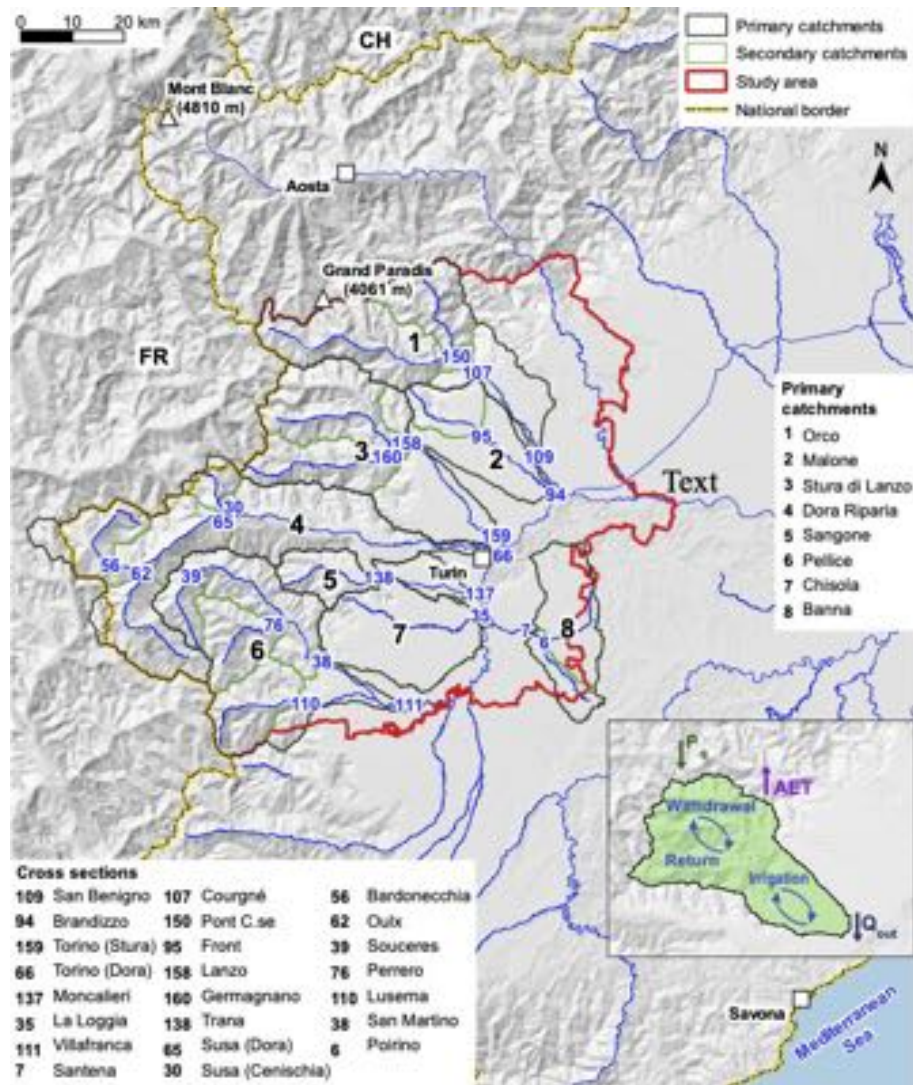 0 10 20 km
CH
Mont Blanc
(4810 m)
Primary catchments
Secondary catchments
Study area
National border
N
Aosta
Grand Paradis
(4061 m)
FR
1
150
107
Primary
catchments
1 Orco
2 Malone
3 Stura di Lanzo
4 Dora Riparia
5 Sangone
6 Pellice
7 Chisola
8 Banna
158
95
3
160
2
109
94
Text
30
65
4
159
66
56
62
39
5
138
Turin
137
35
76
7
7
6
8
6
38
110
111
P
AET
Withdrawal
Return
Irrigation
Qout
Savona
Mediterranean
Sea
Cross sections
109 San Benigno 107 Courgné 56 Bardonecchia
94 Brandizzo 150 Pont C.se 62 Oulx
159 Torino (Stura) 95 Front 39 Souceres
66 Torino (Dora) 158 Lanzo 76 Perrero
137 Moncalieri 160 Germagnano 110 Luserna
35 La Loggia 138 Trana 38 San Martino
111 Villafranca 65 Susa (Dora) 6 Poirino
7 Santena 30 Susa (Cenischia)